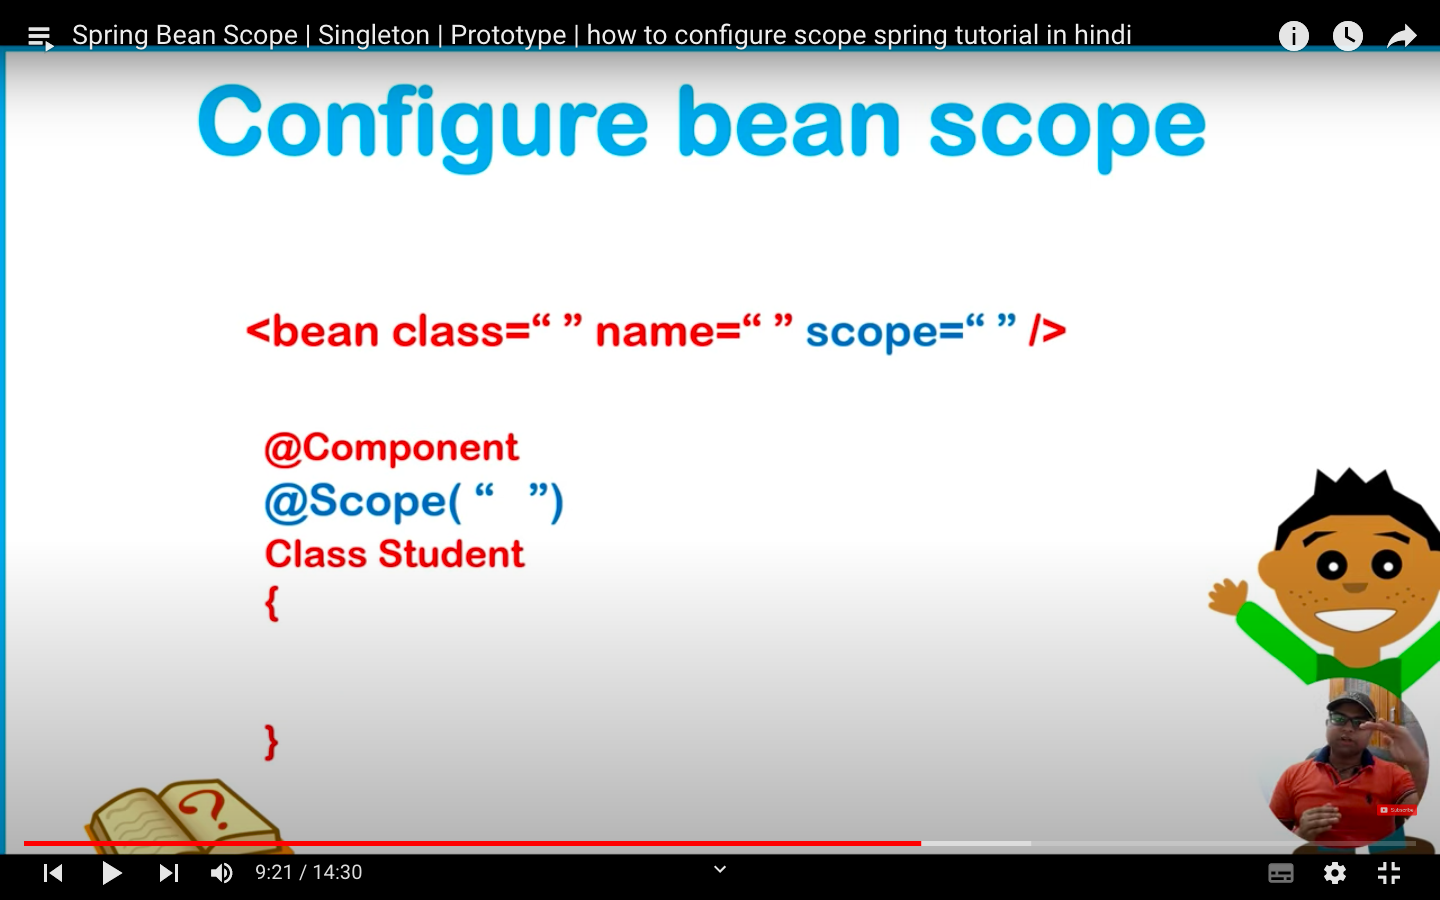 Spring Bean Scope | Singleton | Prototype | how to configure scope spring tutorial in hindi
Configure bean scope
<bean class=“ ” name=“ ” scope=“ ” />
@Component
@Scope( “ ”)
Class Student
{
}
?
Subscribe
9:21 / 14:30